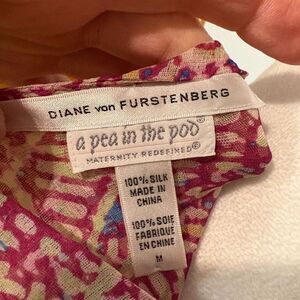 DIANE von FURSTENBERG
a pea in the pod®
MATERNITY REDEFINED®
100% SILK
MADE IN
CHINA
100% SOIE
FABRIQUE
EN CHINE
M